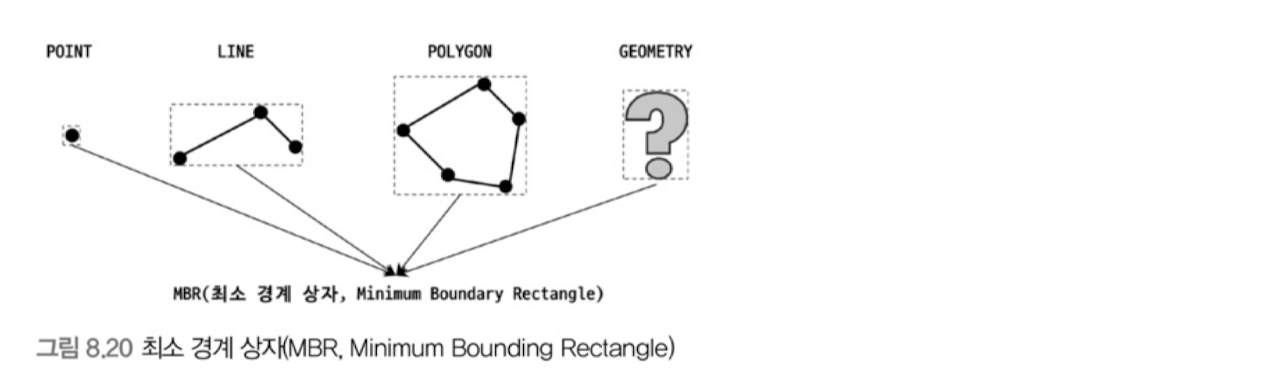 POINT LINE POLYGON GEOMETRY
MBR(최소 경계 상자, Minimum Boundary Rectangle)
그림 8.20 최소 경계 상자(MBR, Minimum Bounding Rectangle)